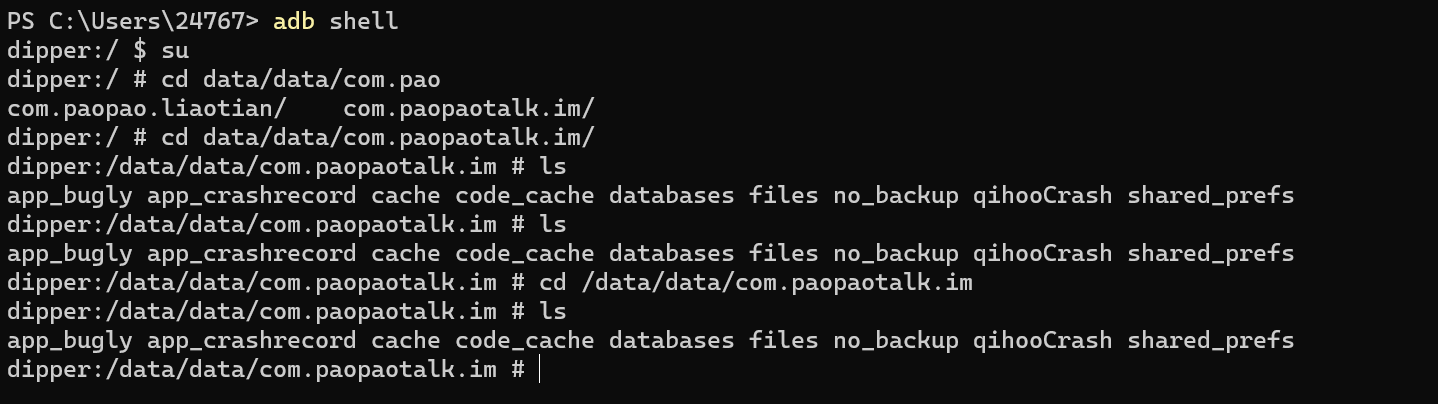 PS C:\Users\24767> adb shell
dipper:/ $ su
dipper:/ # cd data/data/com.pao
com.paopao.liaotian/    com.paopaotalk.im/
dipper:/ # cd data/data/com.paopaotalk.im/
dipper:/data/data/com.paopaotalk.im # ls
app_bugly app_crashrecord cache code_cache databases files no_backup qihooCrash shared_prefs
dipper:/data/data/com.paopaotalk.im # ls
app_bugly app_crashrecord cache code_cache databases files no_backup qihooCrash shared_prefs
dipper:/data/data/com.paopaotalk.im # cd /data/data/com.paopaotalk.im
dipper:/data/data/com.paopaotalk.im # ls
app_bugly app_crashrecord cache code_cache databases files no_backup qihooCrash shared_prefs
dipper:/data/data/com.paopaotalk.im #